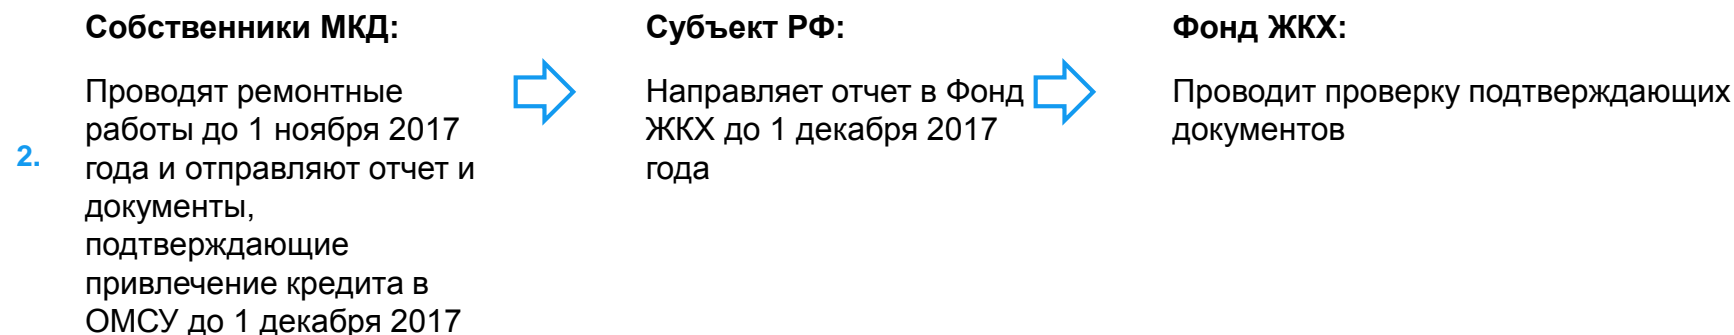 2.
Собственники МКД:
Проводят ремонтные
работы до 1 ноября 2017
года и отправляют отчет и
документы,
подтверждающие
привлечение кредита в
ОМСУ до 1 декабря 2017
Субъект РФ:
Направляет отчет в Фонд
ЖКХ до 1 декабря 2017
года
Фонд ЖКХ:
Проводит проверку подтверждающих
документов